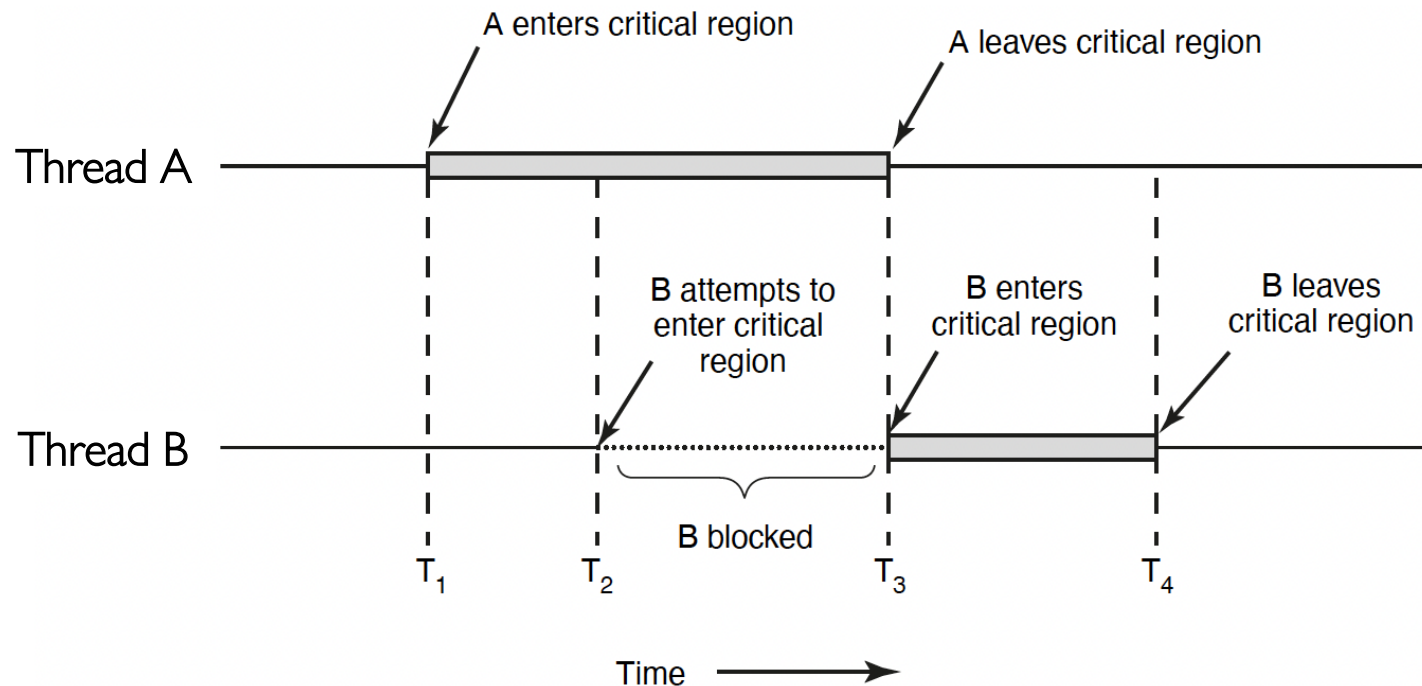 A enters critical region
A leaves critical region
Thread A
B attempts to
enter critical
region
B enters
critical region
B leaves
critical region
Thread B
B blocked
T1
T2
T3
T4
Time